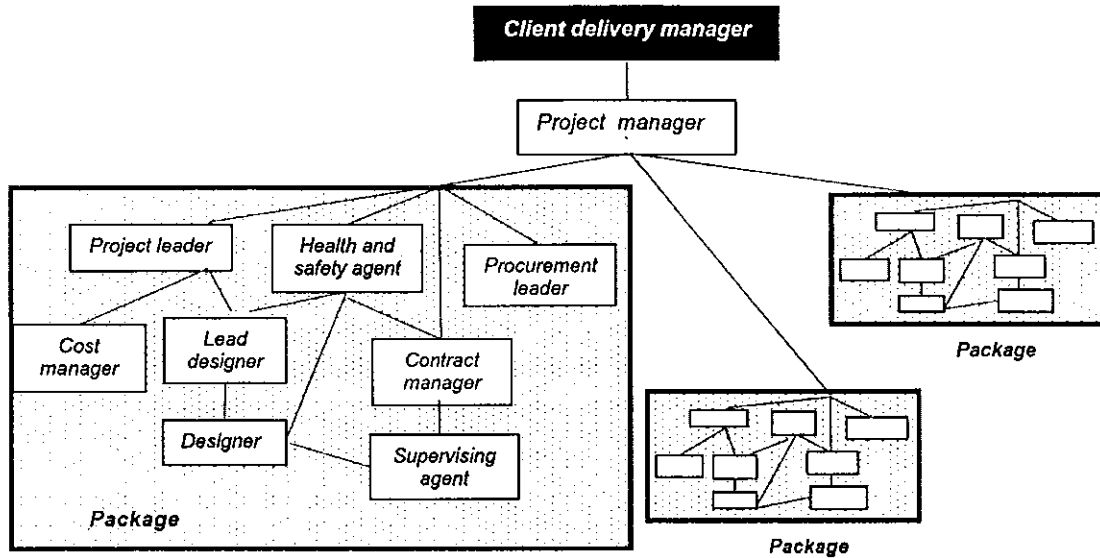 Client delivery manager
Project manager
Project leader
Health and
safety agent
Procurement
leader
Cost
manager
Lead
designer
Contract
manager
Designer
Supervising
agent
Package
Package
Package